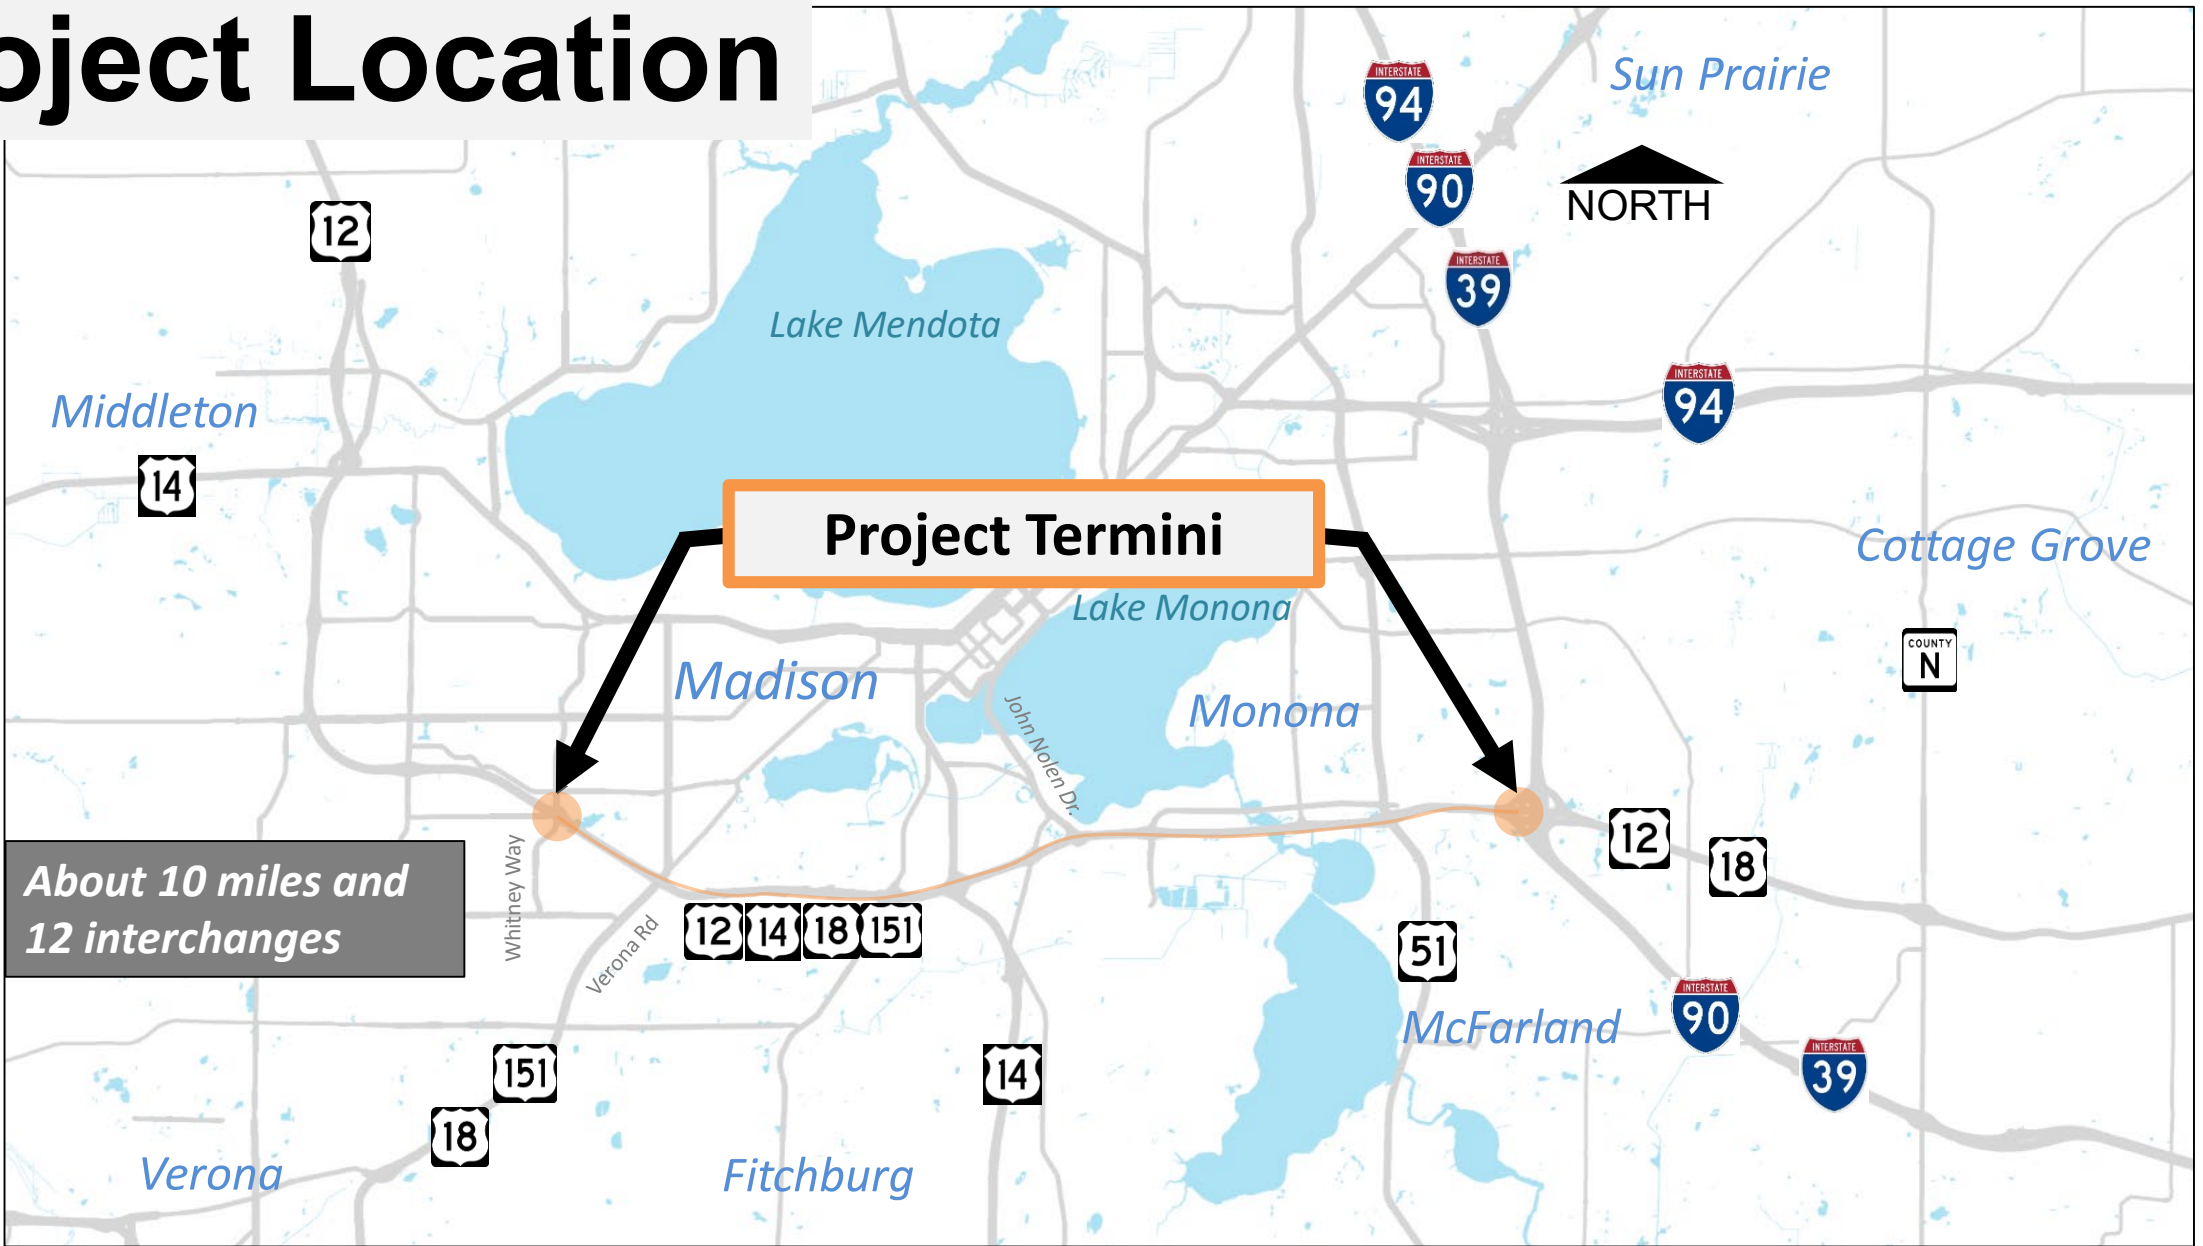 oject Location
Sun Prairie
INTERSTATE
94
INTERSTATE
90
NORTH
12
INTERSTATE
39
Lake Mendota
INTERSTATE
94
Middleton
14
Project Termini
Cottage Grove
Lake Monona
COUNTY
N
Madison
Monona
John Nolen Dr.
12
18
About 10 miles and
12 interchanges
Whitney Way
Verona Rd
12 14 18 151
51
INTERSTATE
90
McFarland
151
14
INTERSTATE
39
18
Verona
Fitchburg